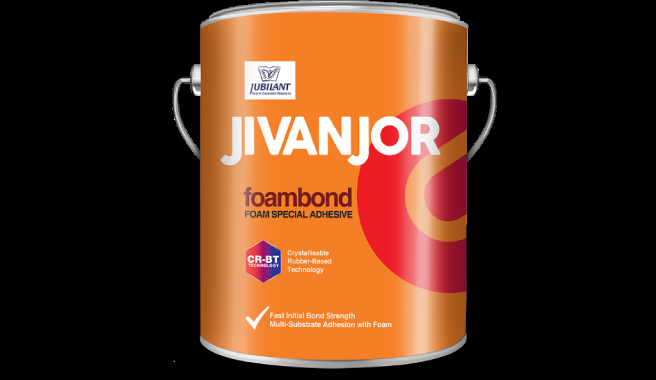 JUBILANT
JIVANJOR
foambond
FOAM SPECIAL ADHESIVE
CR-BT
TECHNOLOGY
Crystallisable
Rubber-Based
Technology
Fast Initial Bond Strength
Multi-Substrate Adhesion with Foam